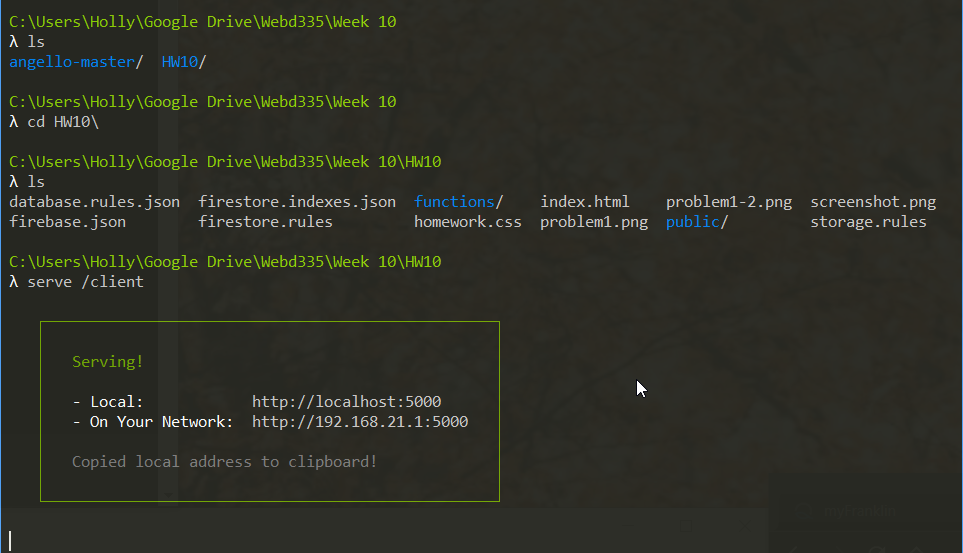 C:\Users\Holly\Google Drive\Webd335\Week 10
λ ls
angello-master/  HW10/
C:\Users\Holly\Google Drive\Webd335\Week 10
λ cd HW10\
C:\Users\Holly\Google Drive\Webd335\Week 10\HW10
λ ls
database.rules.json  firestore.indexes.json  functions/  index.html  problem1-2.png  screenshot.png
firebase.json  firestore.rules  homework.css  problem1.png  public/  storage.rules
C:\Users\Holly\Google Drive\Webd335\Week 10\HW10
λ serve /client
Serving!
- Local:  http://localhost:5000
- On Your Network:  http://192.168.21.1:5000
Copied local address to clipboard!